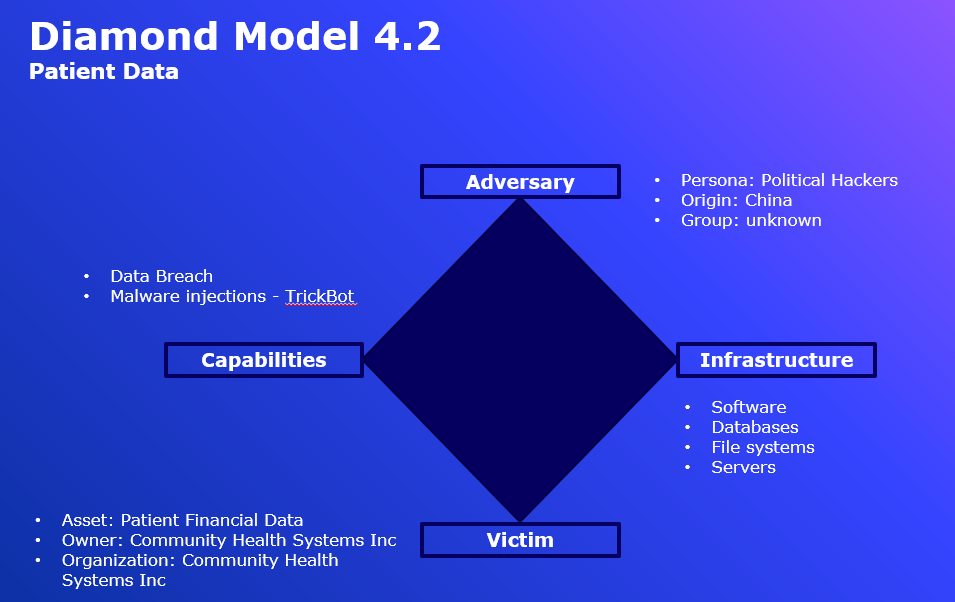 Diamond Model 4.2
Patient Data
Adversary
• Persona: Political Hackers
• Origin: China
• Group: unknown
• Data Breach
• Malware injections - TrickBot
Capabilities
Infrastructure
• Software
• Databases
• File systems
• Servers
• Asset: Patient Financial Data
• Owner: Community Health Systems Inc
• Organization: Community Health
Systems Inc
Victim